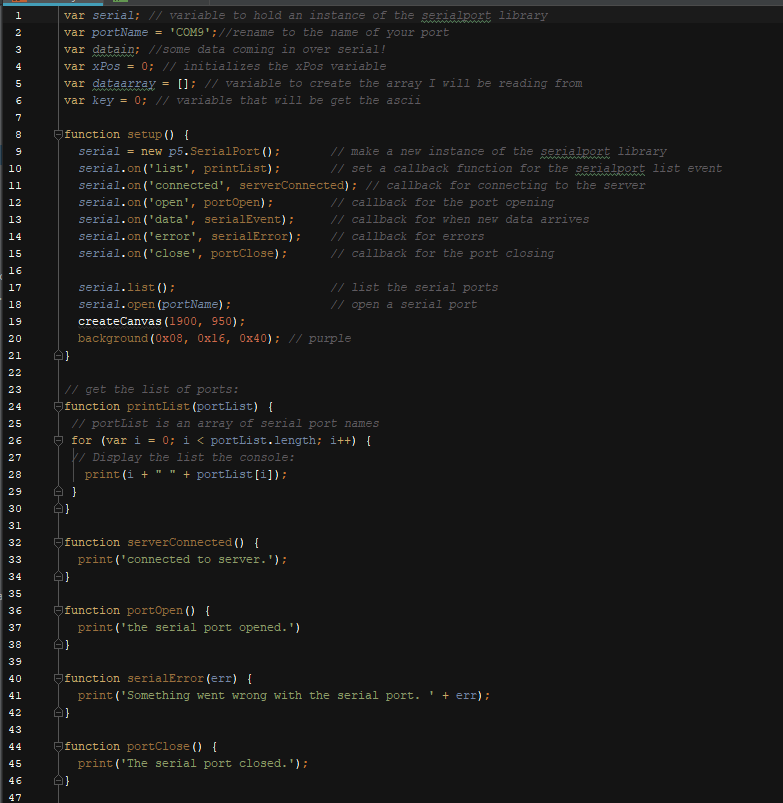 1 var serial; // variable to hold an instance of the serialport library
2 var portName = 'COM9';//rename to the name of your port
3 var datain; //some data coming in over serial!
4 var xPos = 0; // initializes the xPos variable
5 var dataarray = []; // variable to create the array I will be reading from
6 var key = 0; // variable that will be get the ascii
7
8 function setup() {
9 serial = new p5.SerialPort(); // make a new instance of the serialport library
10 serial.on('list', printList); // set a callback function for the serialport list event
11 serial.on('connected', serverConnected); // callback for connecting to the server
12 serial.on('open', portOpen); // callback for the port opening
13 serial.on('data', serialEvent); // callback for when new data arrives
14 serial.on('error', serialError); // callback for errors
15 serial.on('close', portClose); // callback for the port closing
16
17 serial.list(); // list the serial ports
18 serial.open(portName); // open a serial port
19 createCanvas(1900, 950);
20 background(0x08, 0x16, 0x40); // purple
21 }
22
23 // get the list of ports:
24 function printList(portList) {
25 // portList is an array of serial port names
26 for (var i = 0; i < portList.length; i++) {
27 // Display the list the console:
28 print(i + " " + portList[i]);
29 }
30 }
31
32 function serverConnected() {
33 print('connected to server.');
34 }
35
36 function portOpen() {
37 print('the serial port opened.')
38 }
39
40 function serialError(err) {
41 print('Something went wrong with the serial port. ' + err);
42 }
43
44 function portClose() {
45 print('The serial port closed.');
46 }
47